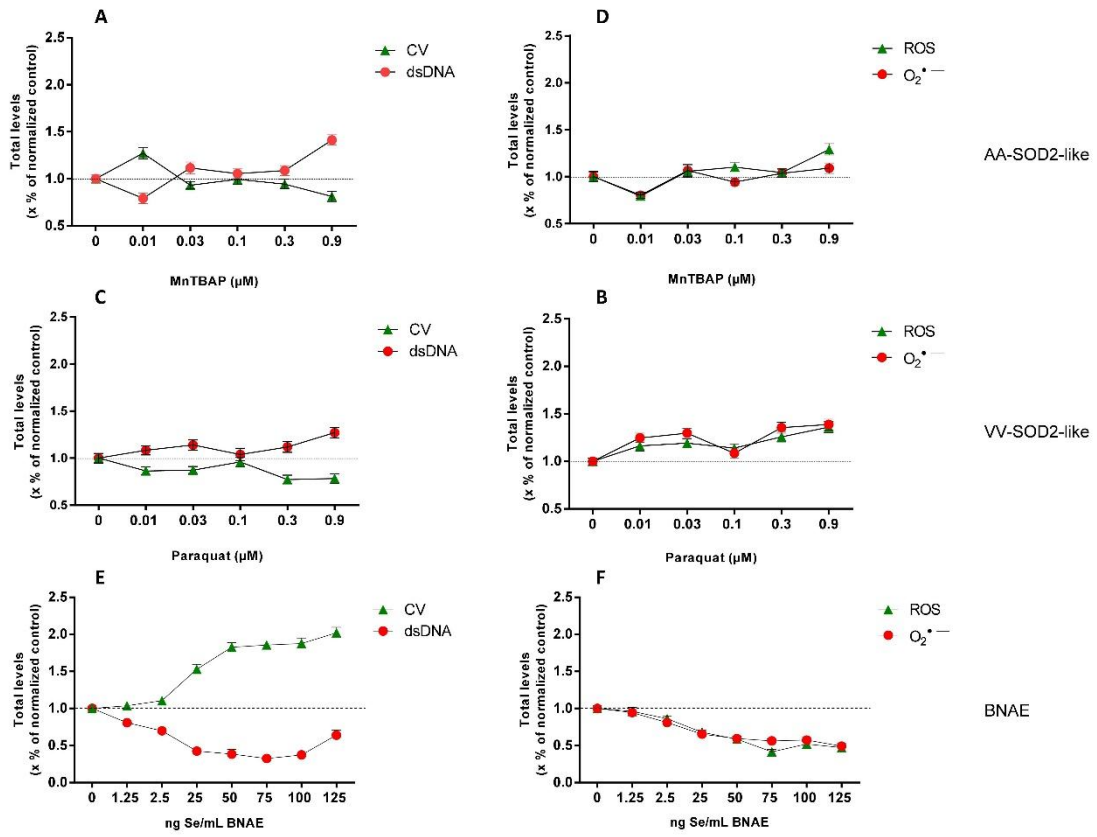 A
Total levels
(x % of normalized control)
2.5
2.0
1.5
1.0
0.5
0 0.01 0.03 0.1 0.3 0.9
MnTBAP (µM)
CV
dsDNA
D
Total levels
(x % of normalized control)
2.5
2.0
1.5
1.0
0.5
0 0.01 0.03 0.1 0.3 0.9
MnTBAP (µM)
ROS
O₂•—
AA-SOD2-like
C
Total levels
(x % of normalized control)
2.5
2.0
1.5
1.0
0.5
0 0.01 0.03 0.1 0.3 0.9
Paraquat (µM)
CV
dsDNA
B
Total levels
(x % of normalized control)
2.5
2.0
1.5
1.0
0.5
0 0.01 0.03 0.1 0.3 0.9
Paraquat (µM)
ROS
O₂•—
VV-SOD2-like
E
Total levels
(x % of normalized control)
2.5
2.0
1.5
1.0
0.5
0.0
0 1.25 2.5 25 50 75 100 125
ng Se/mL BNAE
CV
dsDNA
F
Total levels
(x % of normalized control)
2.5
2.0
1.5
1.0
0.5
0.0
0 1.25 2.5 25 50 75 100 125
ng Se/mL BNAE
ROS
O₂•—
BNAE